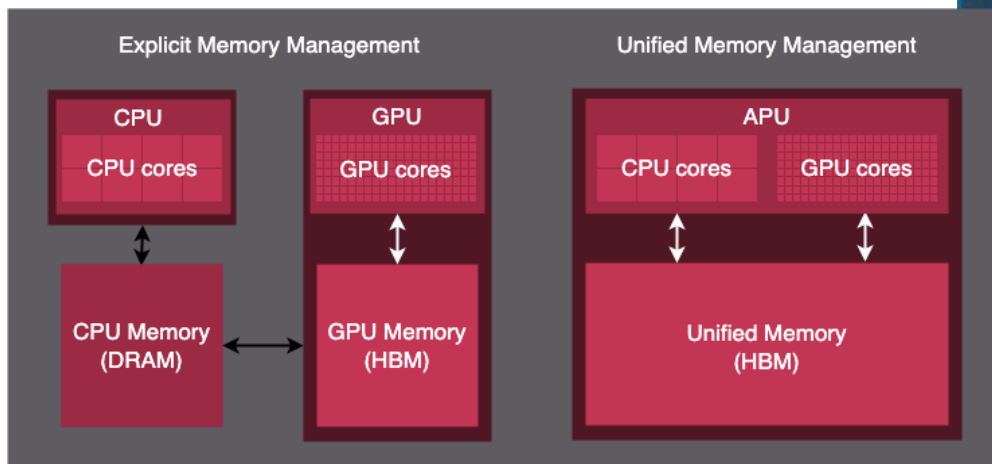 Explicit Memory Management
CPU
CPU cores
CPU Memory
(DRAM)
GPU
GPU cores
GPU Memory
(HBM)
Unified Memory Management
APU
CPU cores
GPU cores
Unified Memory
(HBM)